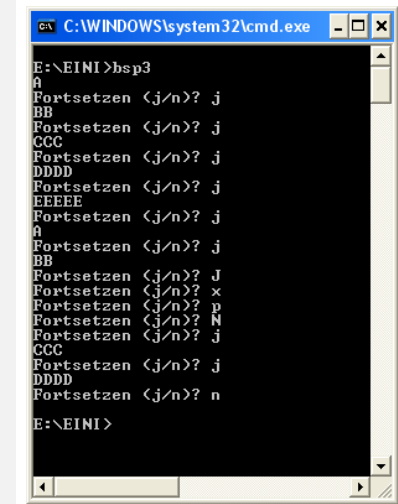 C:\WINDOWS\system32\cmd.exe
E:\EINI>bsp3
A
Fortsetzen (j/n)? j
BB
Fortsetzen (j/n)? j
CCC
Fortsetzen (j/n)? j
DDDD
Fortsetzen (j/n)? j
EEEEE
Fortsetzen (j/n)? j
A
Fortsetzen (j/n)? j
BB
Fortsetzen (j/n)? J
Fortsetzen (j/n)? x
Fortsetzen (j/n)? p
Fortsetzen (j/n)? N
Fortsetzen (j/n)? j
CCC
Fortsetzen (j/n)? j
DDDD
Fortsetzen (j/n)? n
E:\EINI>